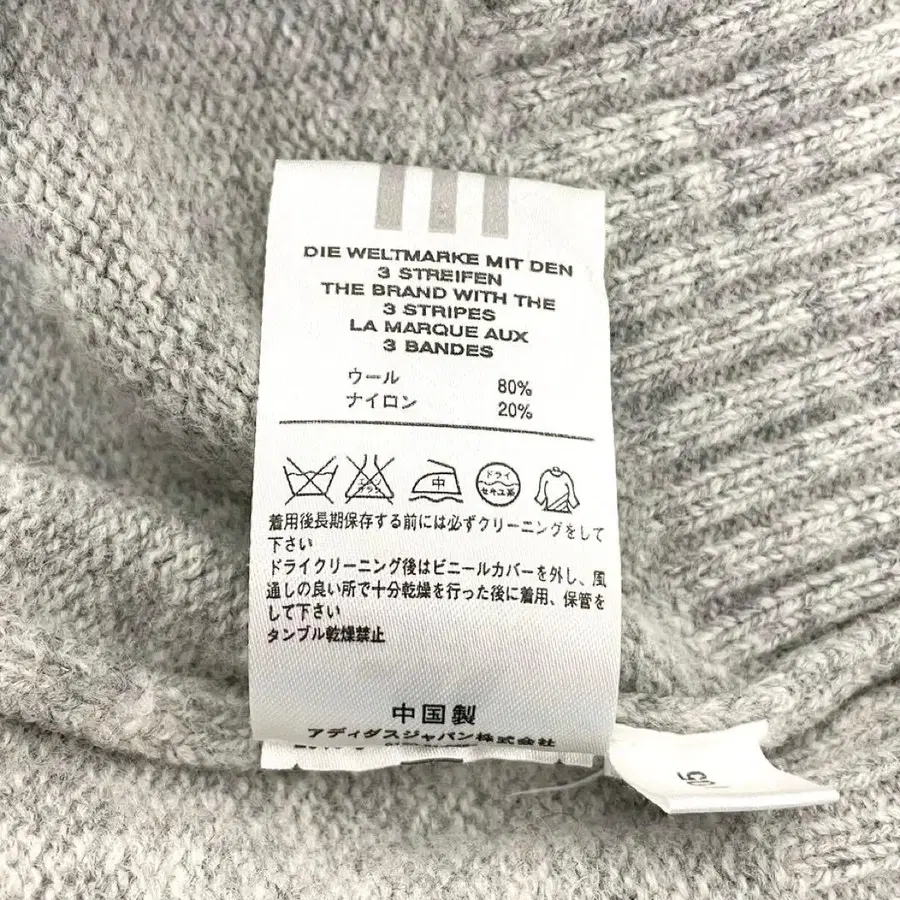 DIE WELTMARKE MIT DEN
3 STREIFEN
THE BRAND WITH THE
3 STRIPES
LA MARQUE AUX
3 BANDES
ウール 80%
ナイロン 20%
エンソ サラシ 中 ドライ セキユ系
着用後長期保存する前には必ずクリーニングをして
下さい
ドライクリーニング後はビニールカバーを外し、風
通しの良い所で十分乾燥を行った後に着用、保管を
して下さい
タンブル乾燥禁止
中国製
アディダスジャパン株式会社